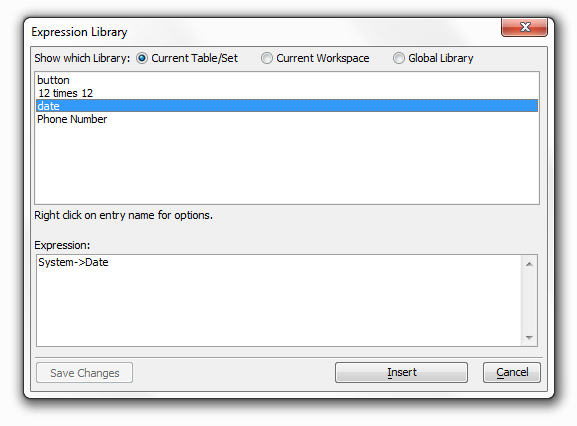 Expression Library
Show which Library: Current Table/Set Current Workspace Global Library
button
12 times 12
date
Phone Number
Right click on entry name for options.
Expression:
System->Date
Save Changes Insert Cancel